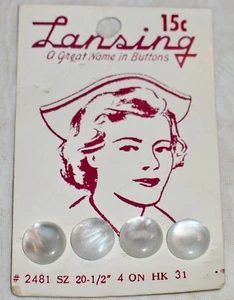 15¢
Lansing
A Great Name in Buttons
# 2481 SZ 20-1/2" 4 ON HK 31